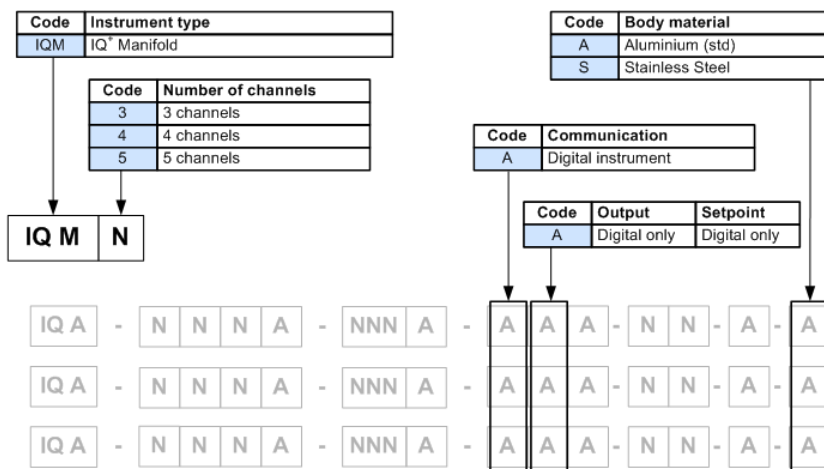 Code Instrument type
IQM IQ⁺ Manifold
Code Body material
A Aluminium (std)
S Stainless Steel
Code Number of channels
3 3 channels
4 4 channels
5 5 channels
Code Communication
A Digital instrument
Code Output Setpoint
A Digital only Digital only
IQ M N
IQ A - N N N A - NNN A - A A A - N N - A - A
IQ A - N N N A - NNN A - A A A - N N - A - A
IQ A - N N N A - NNN A - A A A - N N - A - A